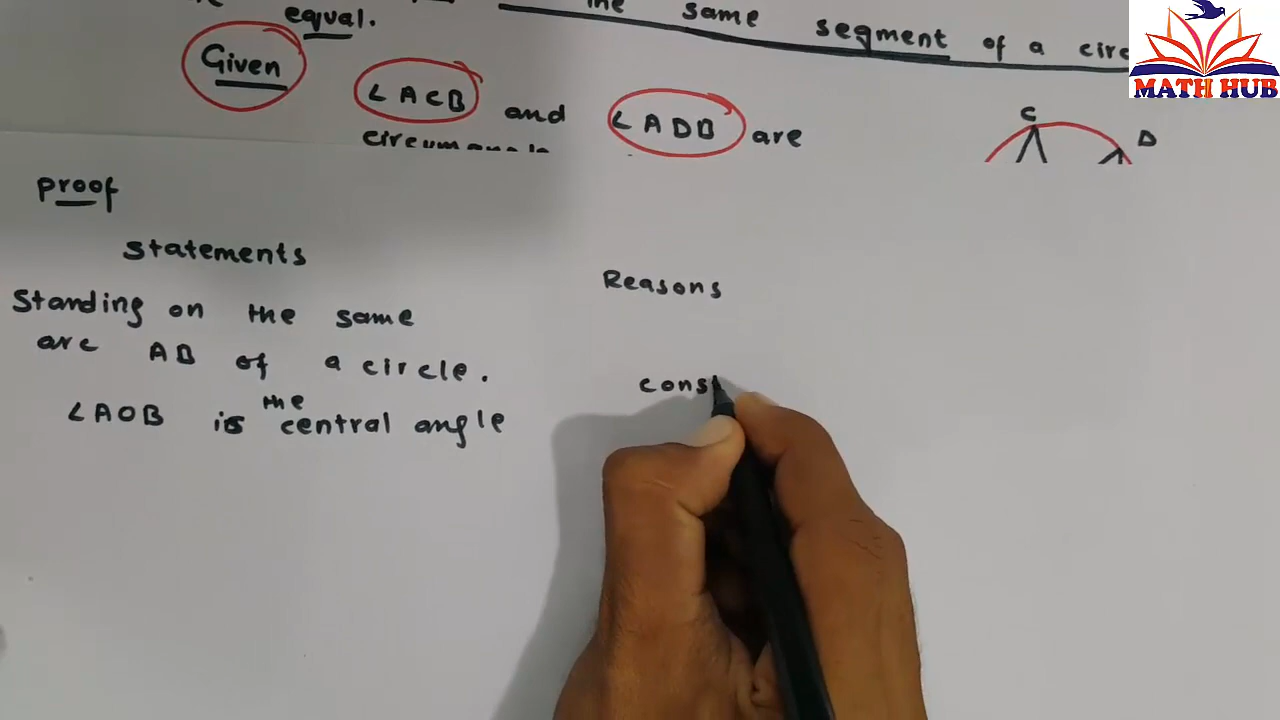 the same segment of a circ
equal.
Given ∠ACB and ∠ADB are
circumangle
MATH HUB
C
D
proof
statements
Reasons
Standing on the same
arc AB of a circle.
∠AOB is the central angle
cons